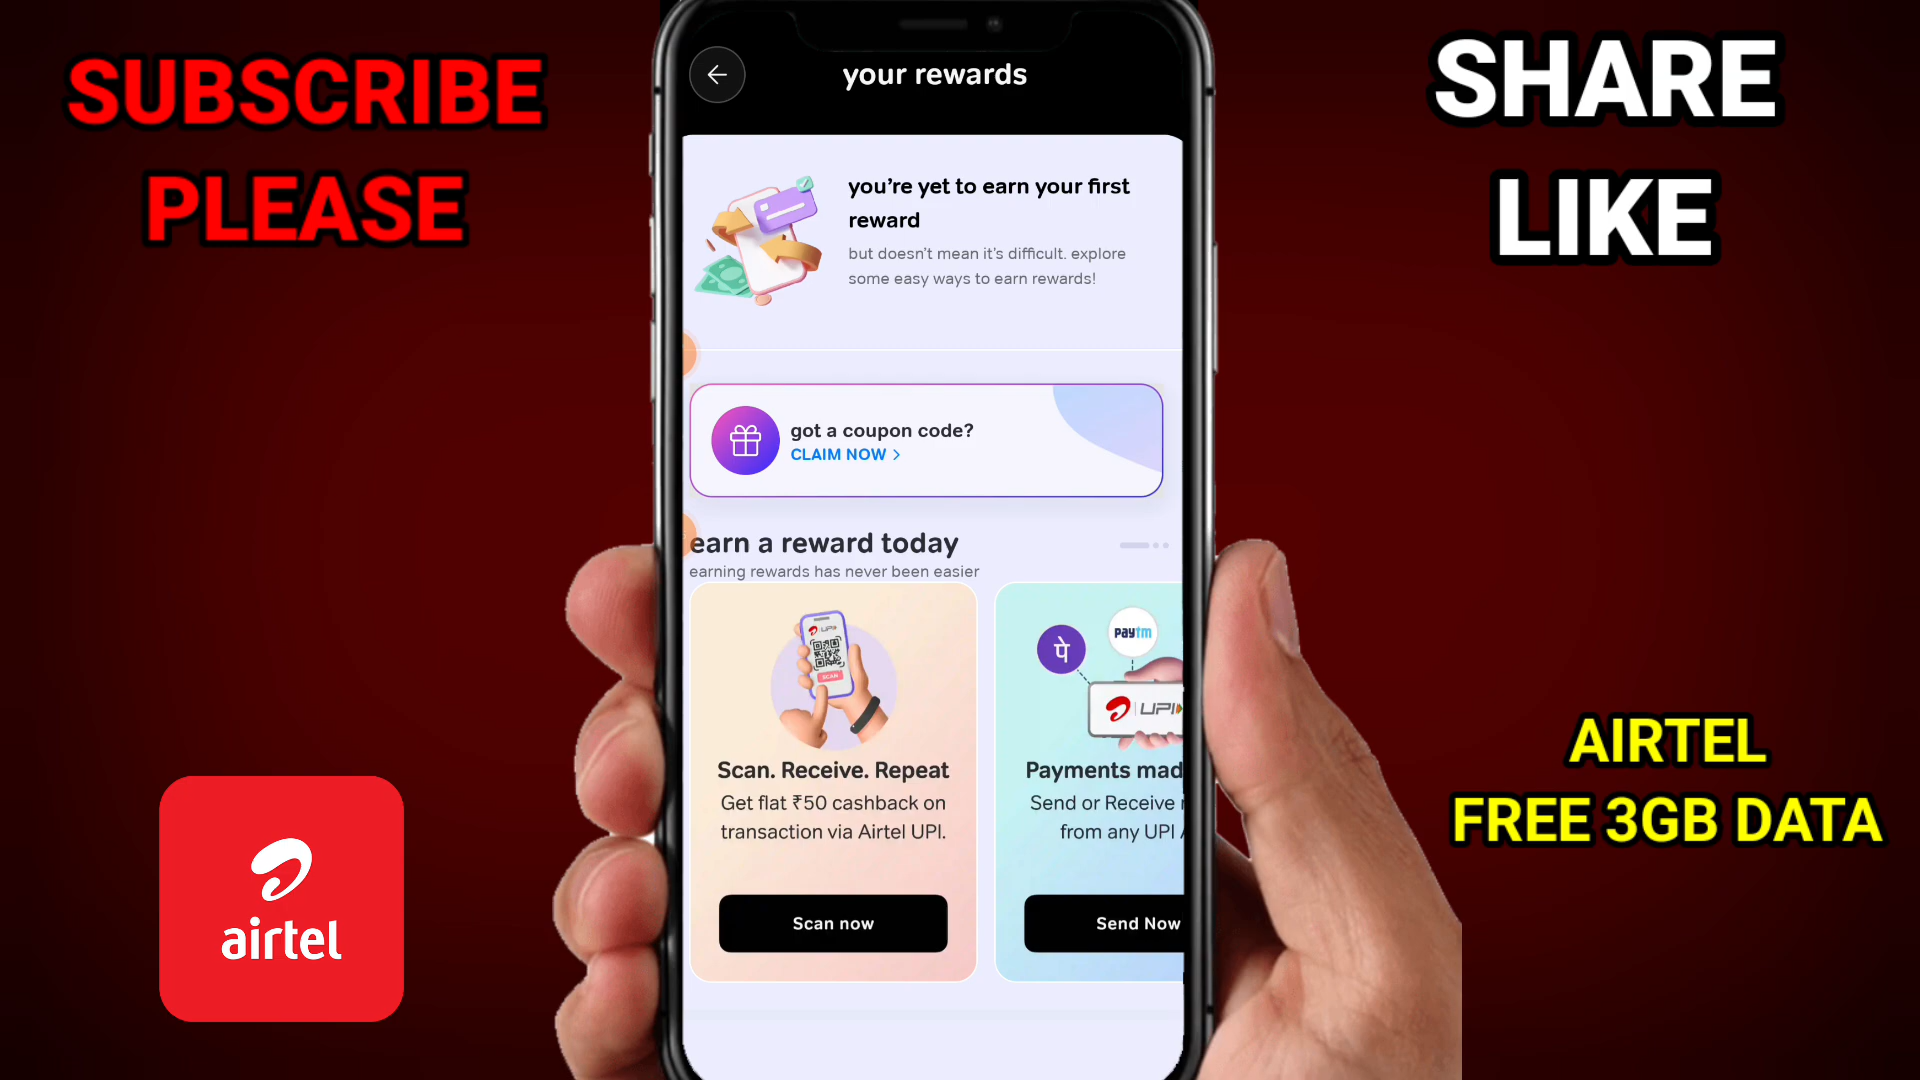 SUBSCRIBE
PLEASE
SHARE
LIKE
your rewards
you’re yet to earn your first
reward
but doesn’t mean it’s difficult. explore
some easy ways to earn rewards!
got a coupon code?
CLAIM NOW >
earn a reward today
earning rewards has never been easier
UPI
SCAN
Scan. Receive. Repeat
Get flat ₹50 cashback on
transaction via Airtel UPI.
Scan now
पे
paytm
UPI
Payments mad
Send or Receive
from any UPI
Send Now
airtel
AIRTEL
FREE 3GB DATA